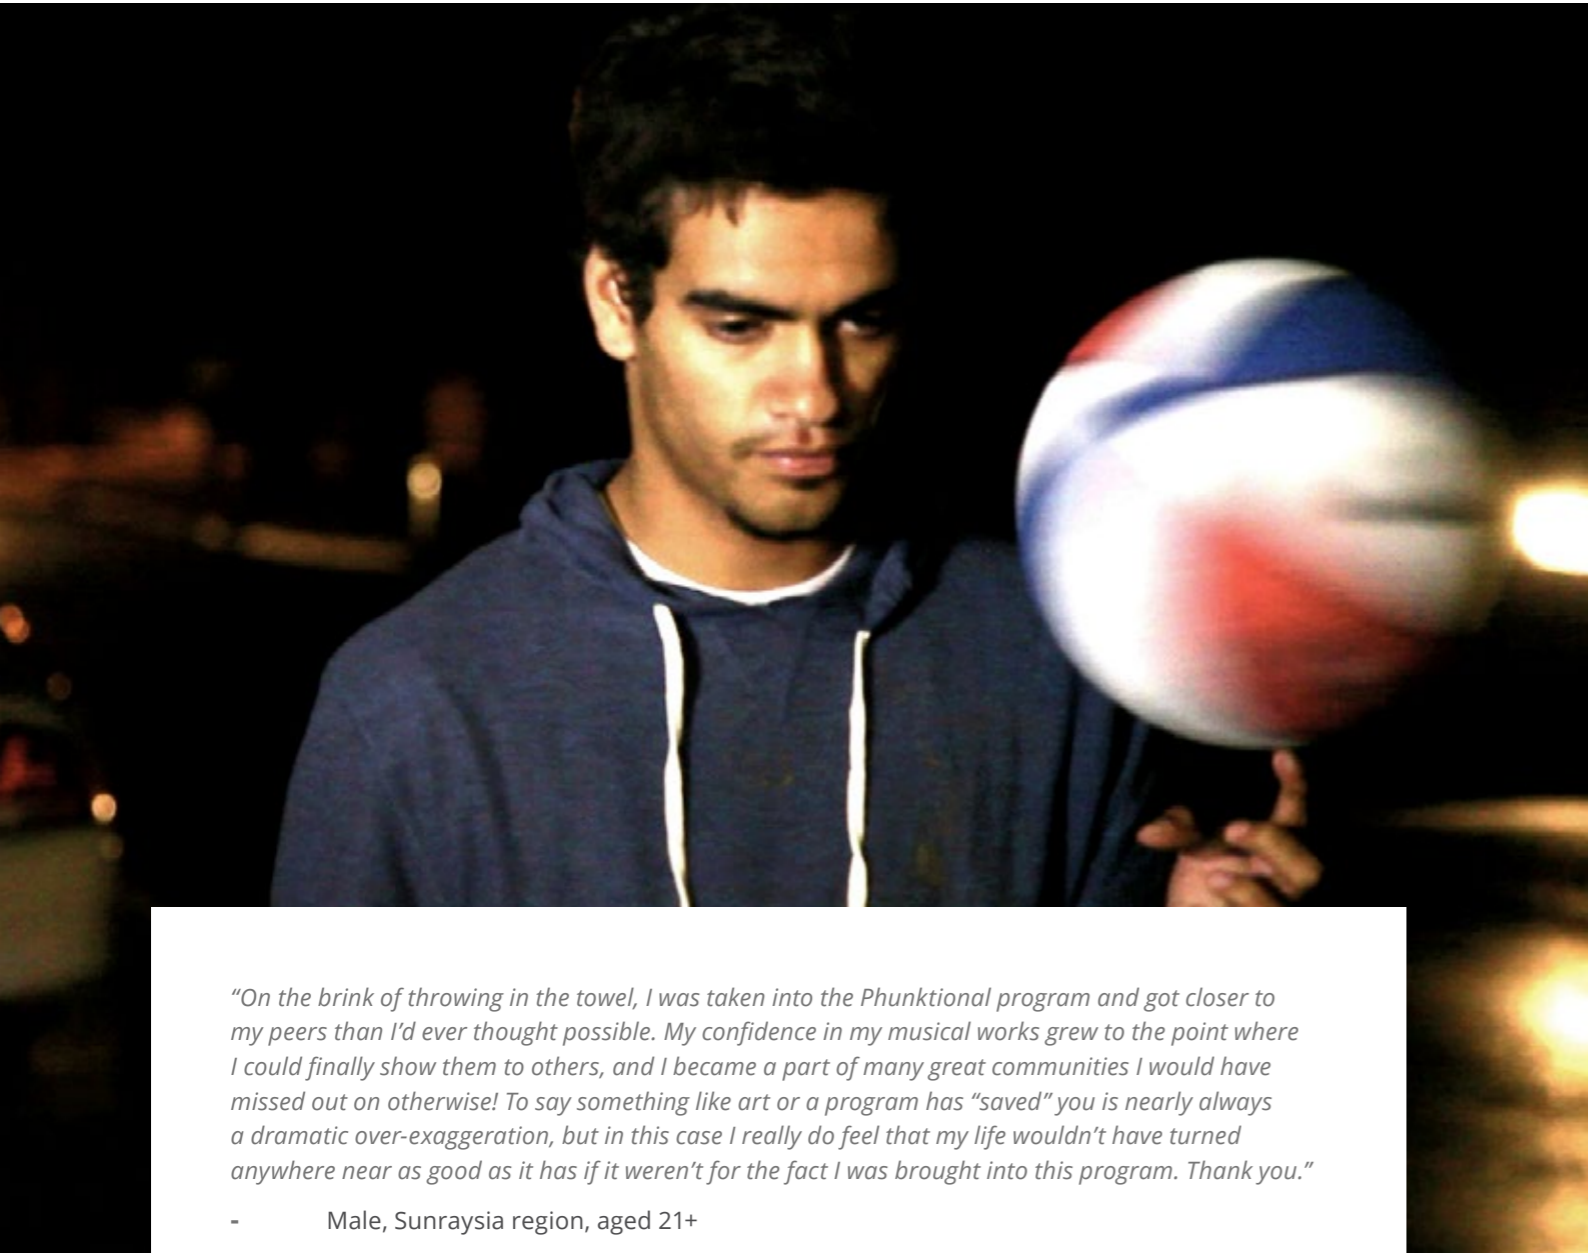 “On the brink of throwing in the towel, I was taken into the Phunktional program and got closer to
my peers than I’d ever thought possible. My confidence in my musical works grew to the point where
I could finally show them to others, and I became a part of many great communities I would have
missed out on otherwise! To say something like art or a program has “saved” you is nearly always
a dramatic over-exaggeration, but in this case I really do feel that my life wouldn’t have turned
anywhere near as good as it has if it weren’t for the fact I was brought into this program. Thank you.”
- Male, Sunraysia region, aged 21+